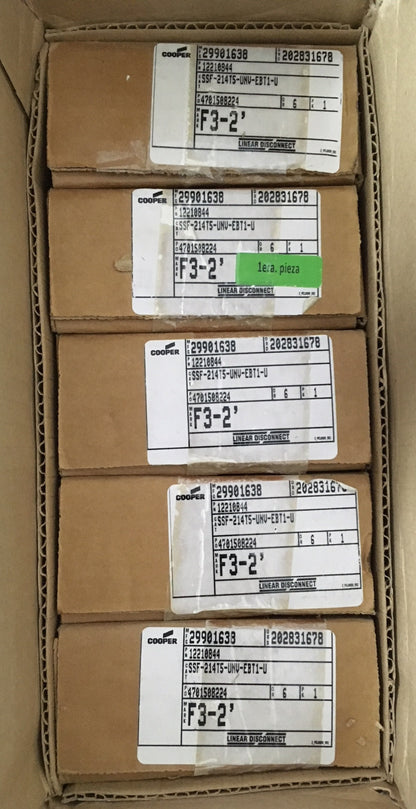 COOPER 29901638 202831678
12210844
SSF-214T5-UNV-EBT1-U
4701508224 6 1
F3-2'
LINEAR DISCONNECT
COOPER 29901638 202831678
12210844
SSF-214T5-UNV-EBT1-U
4701508224 6 1
F3-2' 1era. pieza
LINEAR DISCONNECT
COOPER 29901638 202831678
12210844
SSF-214T5-UNV-EBT1-U
4701508224 6 1
F3-2'
LINEAR DISCONNECT
COOPER 29901638 2028316
12210844
SSF-214T5-UNV-EBT1-U
4701508224 6 1
F3-2'
LINEAR DISCONNECT
COOPER 29901638 202831678
12210844
SSF-214T5-UNV-EBT1-U
4701508224 6 1
F3-2'
LINEAR DISCONNECT